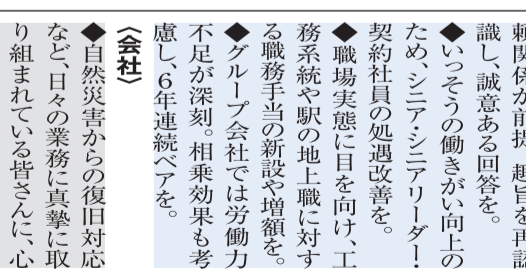 頼関係が前提。趣旨を再認
識し、誠意ある回答を。
◆いっそうの働きがい向上の
ため、シニア・シニアリーダー・
契約社員の処遇改善を。
◆職場実態に目を向け、工
務系統や駅の地上職に対す
る職務手当の新設や増額を。
◆グループ会社では労働力
不足が深刻。相乗効果も考
慮し、6年連続ベアを。
〈会社〉
◆自然災害からの復旧対応
など、日々の業務に真摯に取
り組まれている皆さんに、心